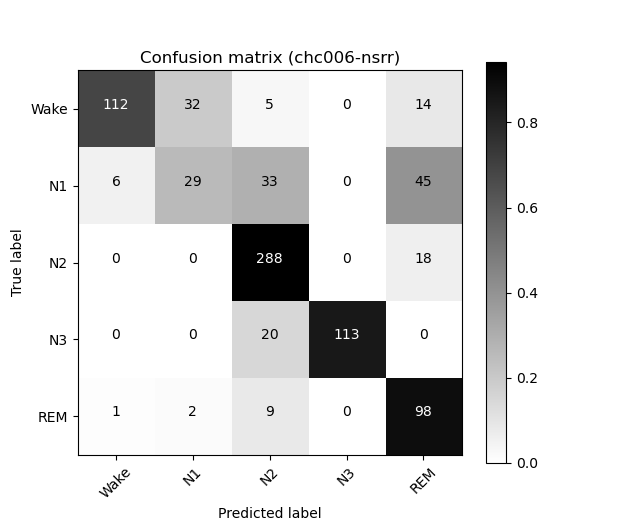 Confusion matrix (chc006-nsrr)
Wake 112 32 5 0 14
N1 6 29 33 0 45
N2 0 0 288 0 18
N3 0 0 20 113 0
REM 1 2 9 0 98
Wake N1 N2 N3 REM
Predicted label
True label
0.8
0.6
0.4
0.2
0.0